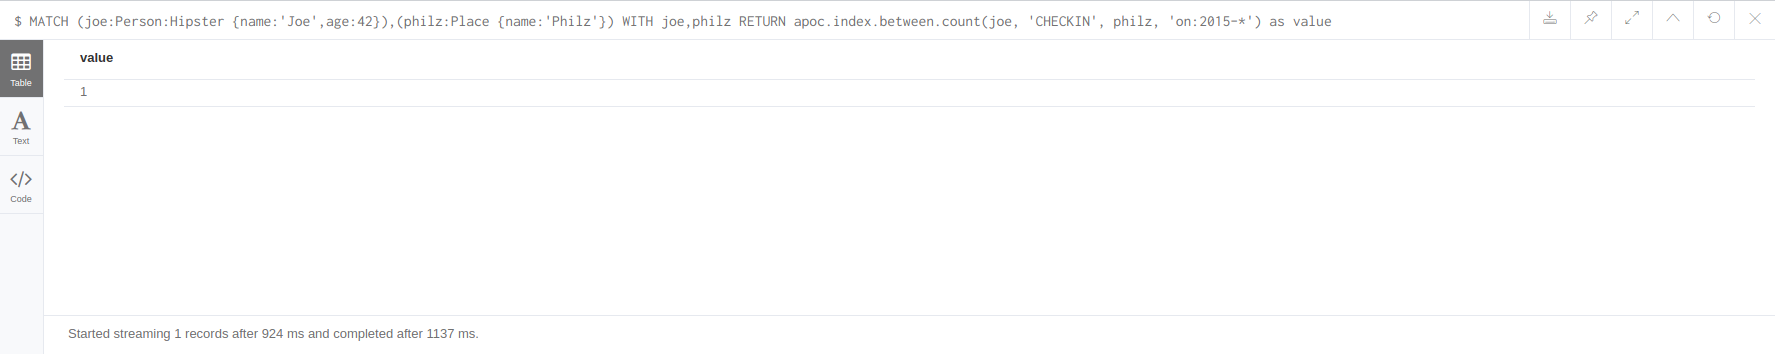 $ MATCH (joe:Person:Hipster {name:'Joe',age:42}),(philz:Place {name:'Philz'}) WITH joe,philz RETURN apoc.index.between.count(joe, 'CHECKIN', philz, 'on:2015-*') as value
Table
value
1
A
Text
</>
Code
Started streaming 1 records after 924 ms and completed after 1137 ms.